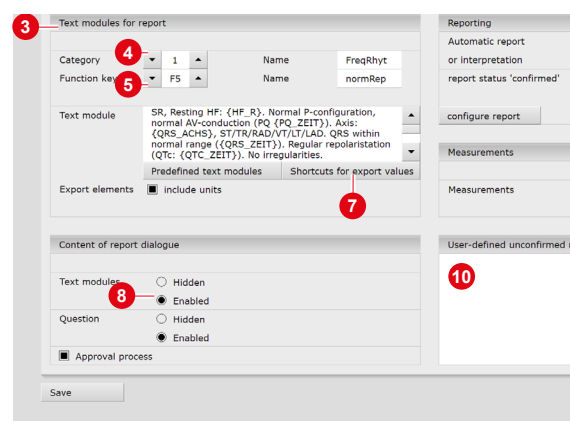 3 Text modules for report
4
Category 1 Name FreqRhyt
5
Function key F5 Name normRep
Text module
SR, Resting HF: {HF_R}. Normal P-configuration,
normal AV-conduction (PQ {PQ_ZEIT}). Axis:
{QRS_ACHS}, ST/TR/RAD/VT/LT/LAD. QRS within
normal range ({QRS_ZEIT}). Regular repolaristation
(QTc: {QTC_ZEIT}). No irregularities.
Predefined text modules Shortcuts for export values
7
Export elements include units
Content of report dialogue
Text modules Hidden
8
Enabled
Question Hidden
Enabled
Approval process
Save
Reporting
Automatic report
or interpretation
report status 'confirmed'
configure report
Measurements
Measurements
User-defined unconfirmed
10